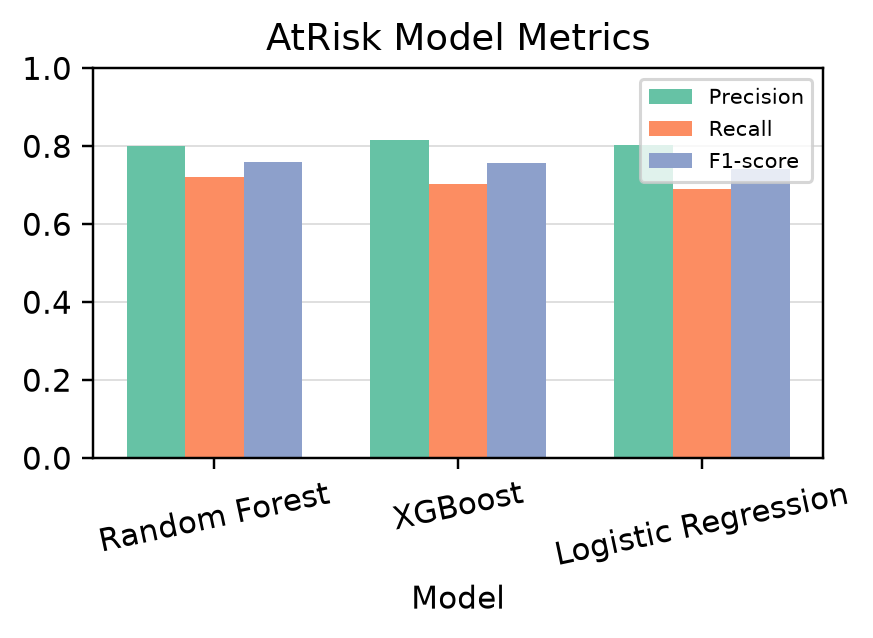 AtRisk Model Metrics
1.0
0.8
0.6
0.4
0.2
0.0
Precision
Recall
F1-score
Random Forest
XGBoost
Logistic Regression
Model